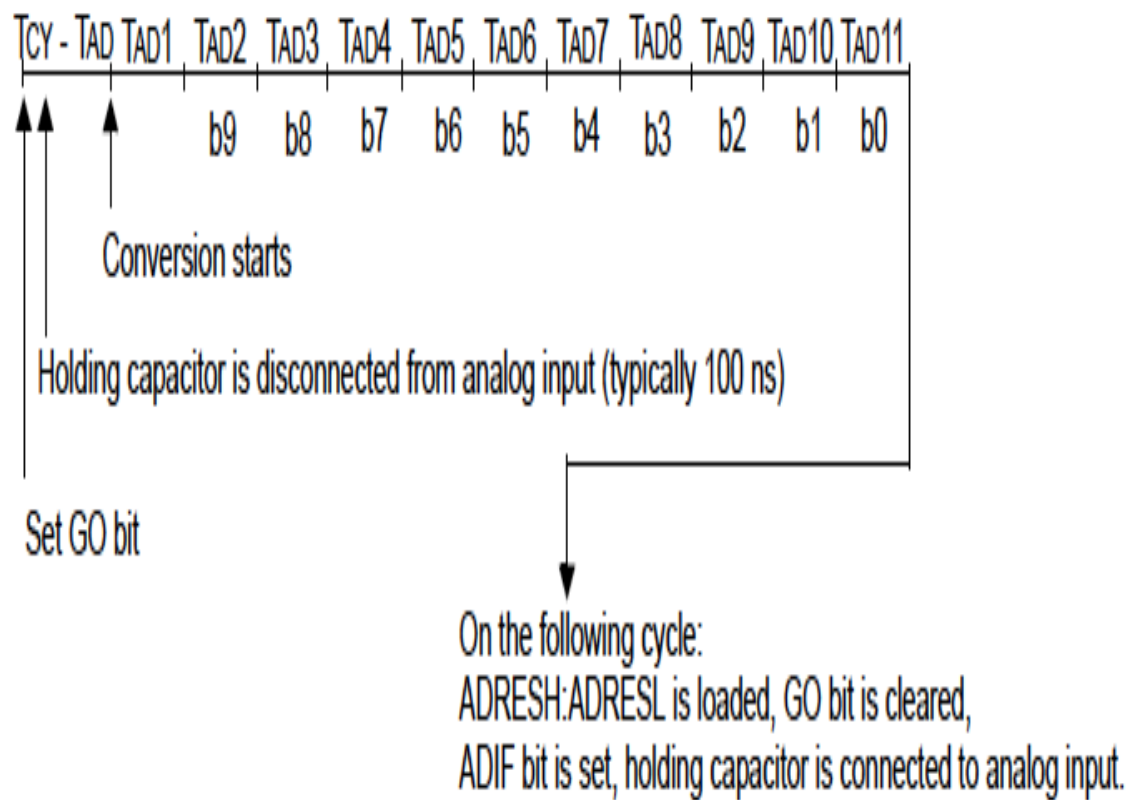 TCY - TAD TAD1 TAD2 TAD3 TAD4 TAD5 TAD6 TAD7 TAD8 TAD9 TAD10 TAD11
b9 b8 b7 b6 b5 b4 b3 b2 b1 b0
Conversion starts
Holding capacitor is disconnected from analog input (typically 100 ns)
Set GO bit
On the following cycle:
ADRESH:ADRESL is loaded, GO bit is cleared,
ADIF bit is set, holding capacitor is connected to analog input.